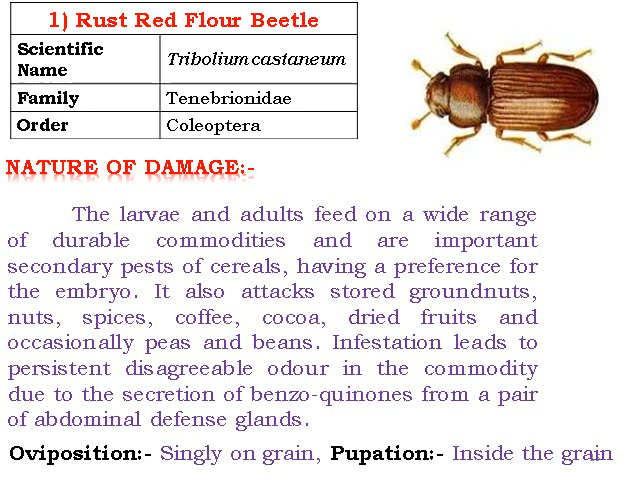 1) Rust Red Flour Beetle
Scientific Name Tribolium castaneum
Family Tenebrionidae
Order Coleoptera
NATURE OF DAMAGE:-
The larvae and adults feed on a wide range
of durable commodities and are important
secondary pests of cereals, having a preference for
the embryo. It also attacks stored groundnuts,
nuts, spices, coffee, cocoa, dried fruits and
occasionally peas and beans. Infestation leads to
persistent disagreeable odour in the commodity
due to the secretion of benzo-quinones from a pair
of abdominal defense glands.
Oviposition:- Singly on grain, Pupation:- Inside the grain